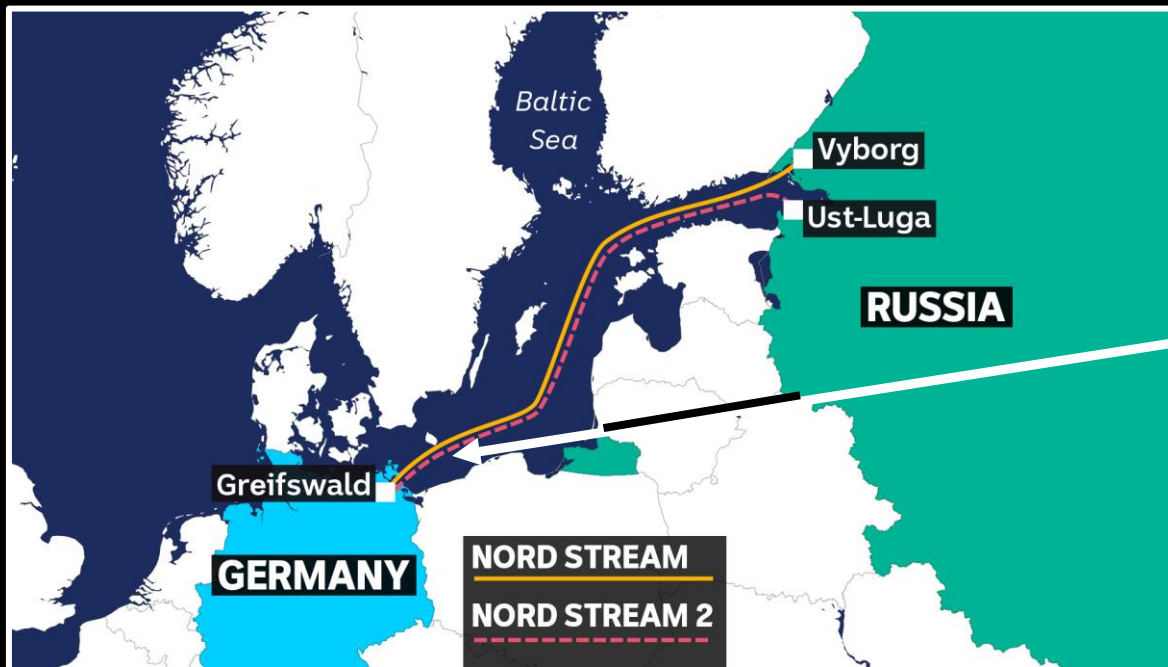 Baltic
Sea
Vyborg
Ust-Luga
RUSSIA
Greifswald
GERMANY
NORD STREAM
NORD STREAM 2